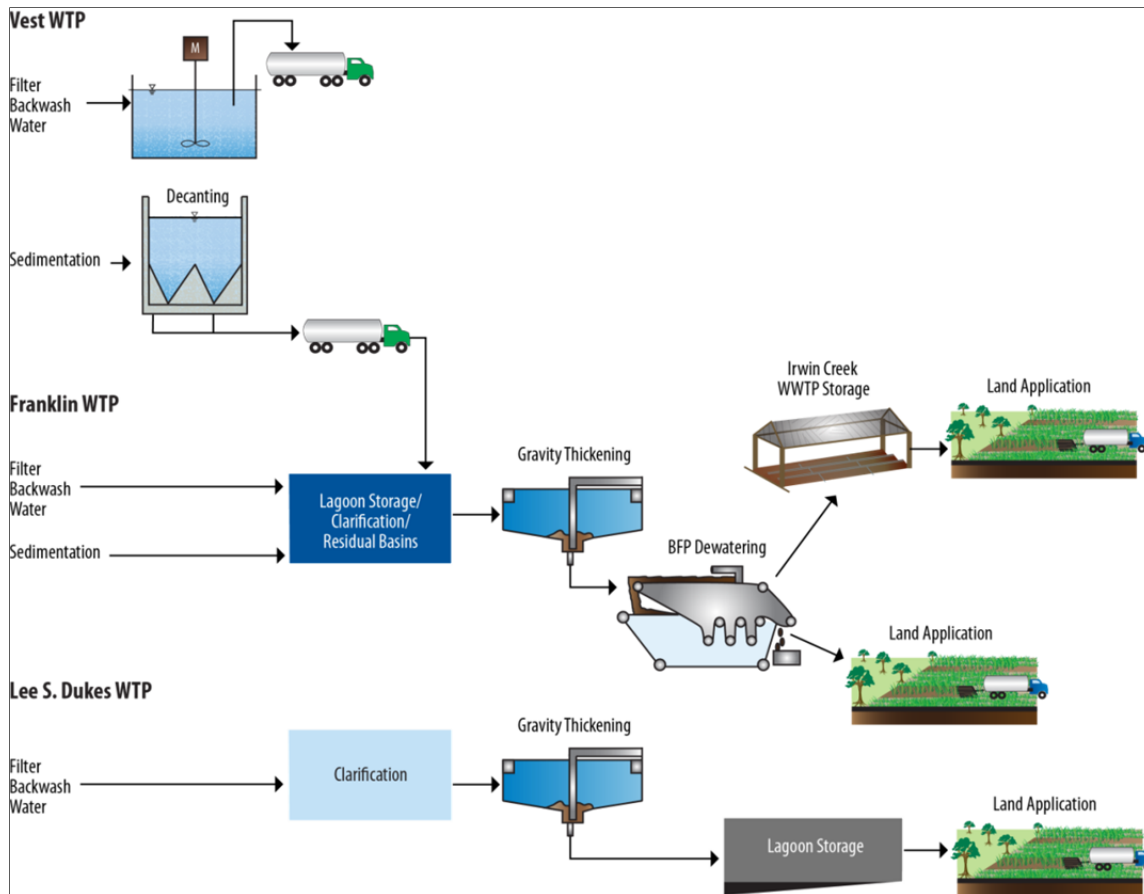 Vest WTP
M
Filter
Backwash
Water
Decanting
Sedimentation
Franklin WTP
Irwin Creek
WWTP Storage
Land Application
Filter
Backwash
Water
Gravity Thickening
Lagoon Storage/
Clarification/
Residual Basins
Sedimentation
BFP Dewatering
Land Application
Lee S. Dukes WTP
Gravity Thickening
Filter
Backwash
Water
Clarification
Land Application
Lagoon Storage